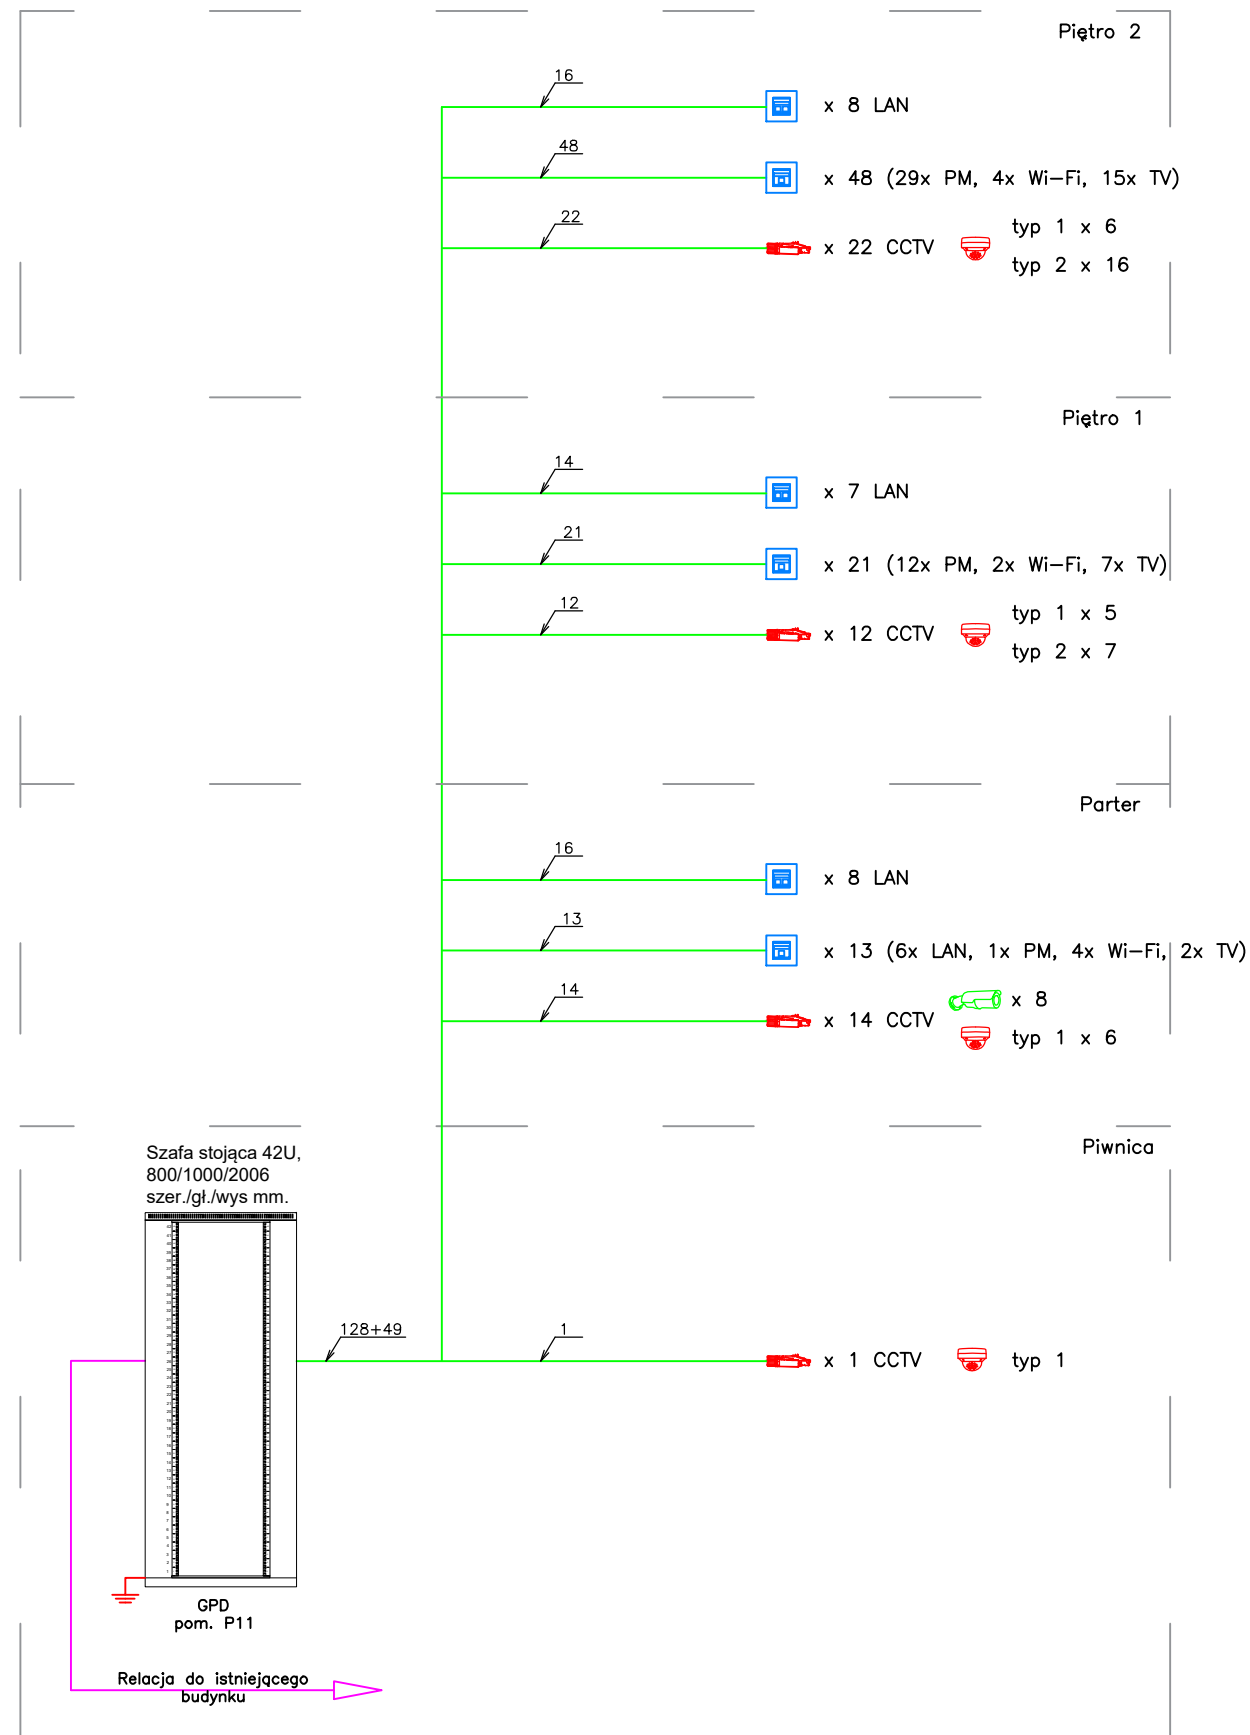 Piętro 2
16
x 8 LAN
48
x 48 (29x PM, 4x Wi-Fi, 15x TV)
22
x 22 CCTV
typ 1 x 6
typ 2 x 16
Piętro 1
14
x 7 LAN
21
x 21 (12x PM, 2x Wi-Fi, 7x TV)
12
x 12 CCTV
typ 1 x 5
typ 2 x 7
Parter
16
x 8 LAN
13
x 13 (6x LAN, 1x PM, 4x Wi-Fi, 2x TV)
14
x 14 CCTV
x 8
typ 1 x 6
Piwnica
Szafa stojąca 42U,
800/1000/2006
szer./gł./wys mm.
128+49
1
x 1 CCTV
typ 1
GPD
pom. P11
Relacja do istniejącego
budynku